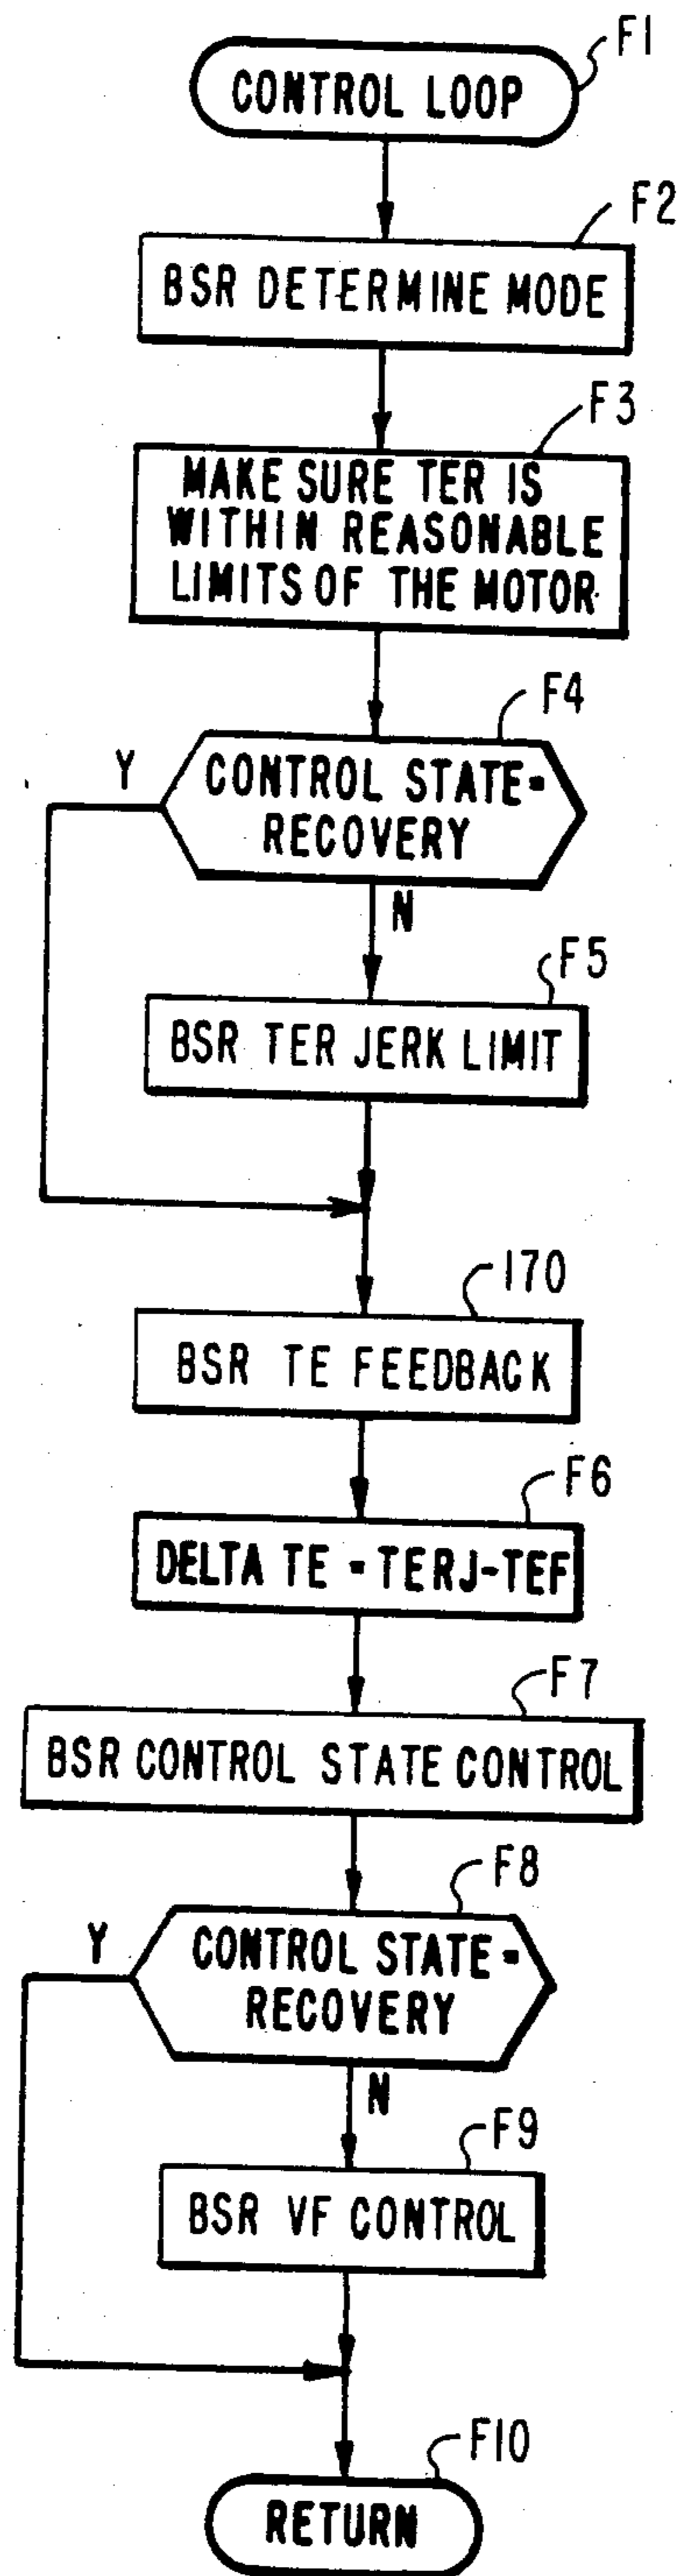 F1
CONTROL LOOP
F2
BSR DETERMINE MODE
F3
MAKE SURE TER IS
WITHIN REASONABLE
LIMITS OF THE MOTOR
F4
Y
CONTROL STATE=
RECOVERY
N
F5
BSR TER JERK LIMIT
170
BSR TE FEEDBACK
F6
DELTA TE = TERJ-TEF
F7
BSR CONTROL STATE CONTROL
F8
Y
CONTROL STATE=
RECOVERY
N
F9
BSR VF CONTROL
F10
RETURN